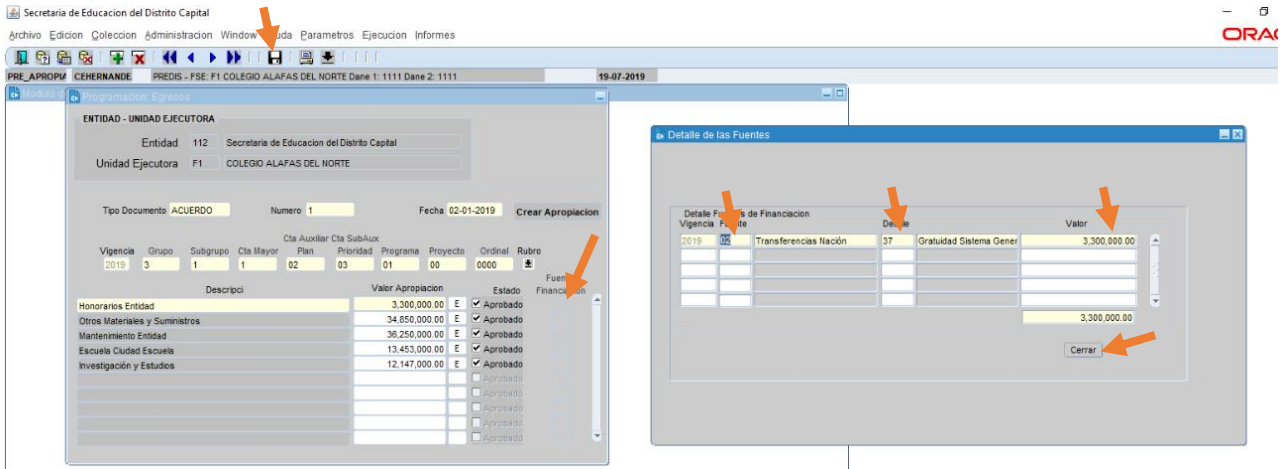 Secretaria de Educacion del Distrito Capital
Archivo Edicion Coleccion Administracion Window uda Parametros Ejecucion Informes
ORAC
PRE_APROPIA CEHERNANDE PREDIS - FSE: F1 COLEGIO ALAFAS DEL NORTE Dane 1: 1111 Dane 2: 1111 19-07-2019
Modulo d
Programacion: Egresos
ENTIDAD - UNIDAD EJECUTORA
Entidad 112 Secretaria de Educacion del Distrito Capital
Unidad Ejecutora F1 COLEGIO ALAFAS DEL NORTE
Tipo Documento ACUERDO Numero 1 Fecha 02-01-2019 Crear Apropiacion
Cta Auxiliar Cta SubAux
Vigencia Grupo Subgrupo Cta Mayor Plan Prioridad Programa Proyecto Ordinal Rubro
2019 3 1 1 02 03 01 00 0000
Fuen
Descripci Valor Apropiacion Estado Financiacion
Honorarios Entidad 3,300,000.00 E Aprobado
Otros Materiales y Suministros 34,850,000.00 E Aprobado
Mantenimiento Entidad 36,250,000.00 E Aprobado
Escuela Ciudad Escuela 13,453,000.00 E Aprobado
Investigación y Estudios 12,147,000.00 E Aprobado
Aprobado
Aprobado
Aprobado
Aprobado
Aprobado
Detalle de las Fuentes
Detalle Fuentes de Financiacion
Vigencia Fuente Detalle Valor
2019 02 Transferencias Nación 37 Gratuidad Sistema Gener 3,300,000.00
3,300,000.00
Cerrar